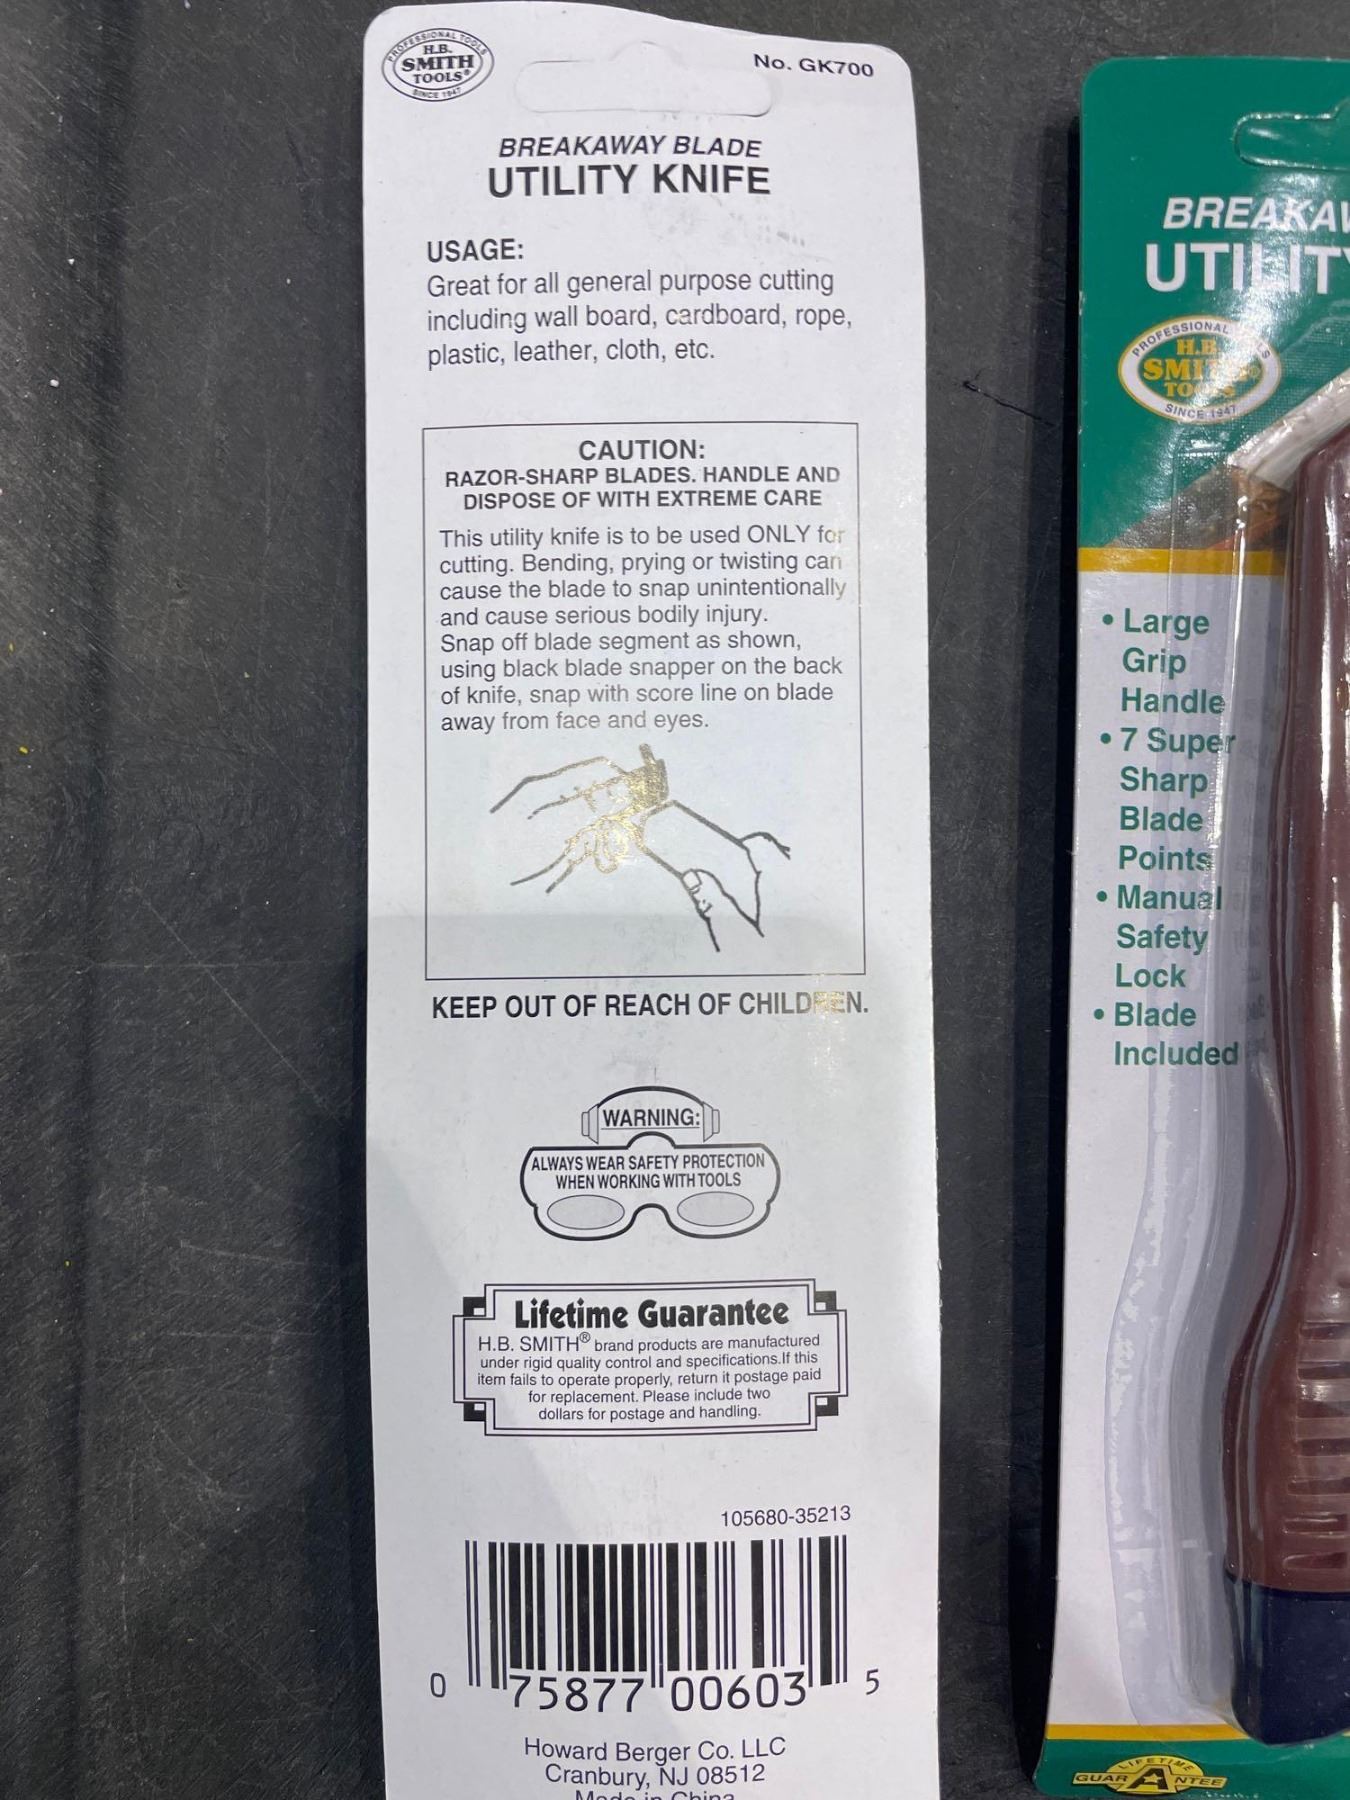 PROFESSIONAL TOOLS
H.B.
SMITH
TOOLS®
SINCE 1947
No. GK700
BREAKAWAY BLADE
UTILITY KNIFE
USAGE:
Great for all general purpose cutting
including wall board, cardboard, rope,
plastic, leather, cloth, etc.
CAUTION:
RAZOR-SHARP BLADES. HANDLE AND
DISPOSE OF WITH EXTREME CARE
This utility knife is to be used ONLY for
cutting. Bending, prying or twisting can
cause the blade to snap unintentionally
and cause serious bodily injury.
Snap off blade segment as shown,
using black blade snapper on the back
of knife, snap with score line on blade
away from face and eyes.
KEEP OUT OF REACH OF CHILDREN.
WARNING:
ALWAYS WEAR SAFETY PROTECTION
WHEN WORKING WITH TOOLS
Lifetime Guarantee
H.B. SMITH® brand products are manufactured
under rigid quality control and specifications.If this
item fails to operate properly, return it postage paid
for replacement. Please include two
dollars for postage and handling.
105680-35213
0 75877 00603 5
Howard Berger Co. LLC
Cranbury, NJ 08512
Made in China
BREAKAW
UTILITY
PROFESSIONAL TOOLS
H.B.
SMITH
TOOLS
SINCE 1947
• Large
Grip
Handle
• 7 Super
Sharp
Blade
Points
• Manual
Safety
Lock
• Blade
Included
LIFETIME
GUARANTEE